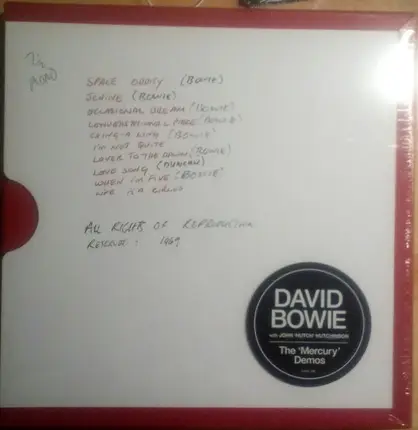 7½
MONO
SPACE ODDITY (BOWIE)
JANINE (BOWIE)
OCCASIONAL DREAM (BOWIE)
CONVERSATIONAL PIECE (BOWIE)
CHING-A-LING (BOWIE)
I'M NOT QUITE
LOVER TO THE DAWN (BOWIE)
LOVE SONG (DUNCAN)
WHEN I'M FIVE (BOWIE)
LIFE IS A CIRCUS
ALL RIGHTS OF REPRODUCTION
RESERVE: 1969
DAVID
BOWIE
with JOHN 'HUTCH' HUTCHINSON
The 'Mercury'
Demos